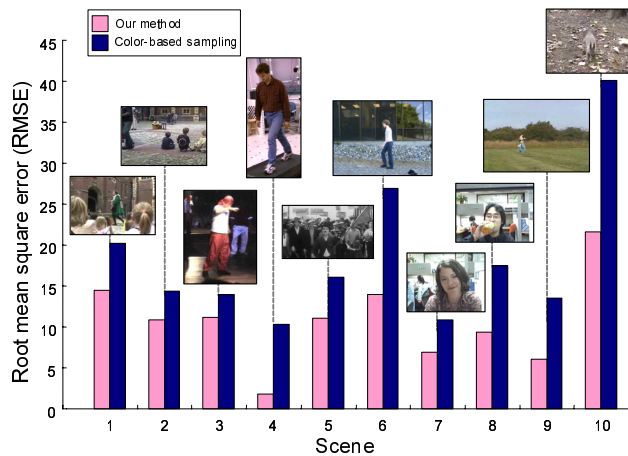 Our method
Color-based sampling
Root mean square error (RMSE)
45
40
35
30
25
20
15
10
5
0
1 2 3 4 5 6 7 8 9 10
Scene